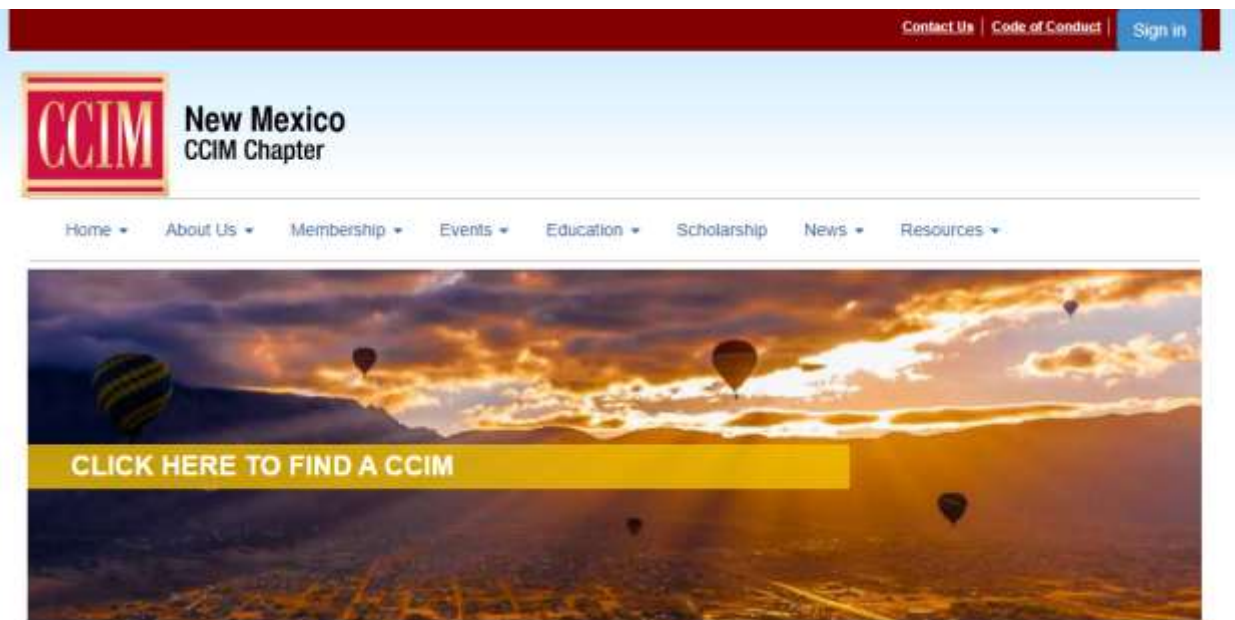 Contact Us | Code of Conduct | Sign in
CCIM
New Mexico
CCIM Chapter
Home About Us Membership Events Education Scholarship News Resources
CLICK HERE TO FIND A CCIM